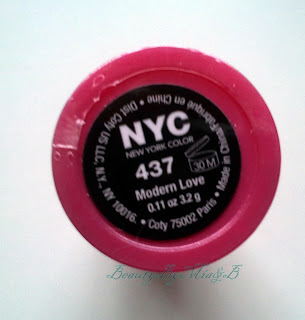 NYC
NEW YORK COLOR
437
30 M
Modern Love
0.11 oz 3.2 g
• Dist Coty US LLC, N.Y., NY 10016. • Coty 75002 Paris • Made in China/Fabriqué en Chine
Beauty By Min&B